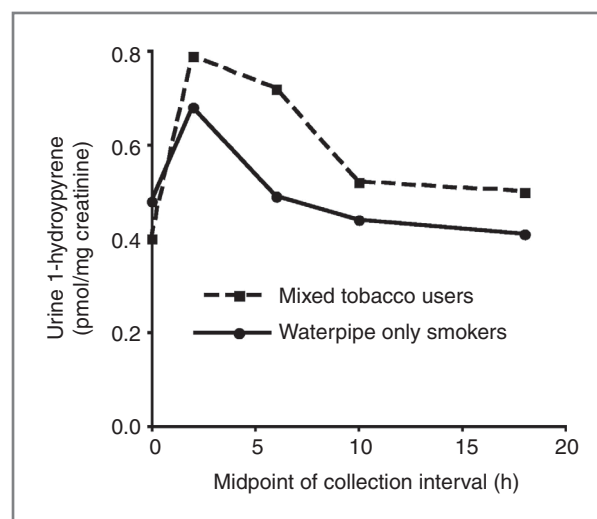 Urine 1-hydroypyrene
(pmol/mg creatinine)
0.8
0.6
0.4
0.2
0.0
Mixed tobacco users
Waterpipe only smokers
0 5 10 15 20
Midpoint of collection interval (h)